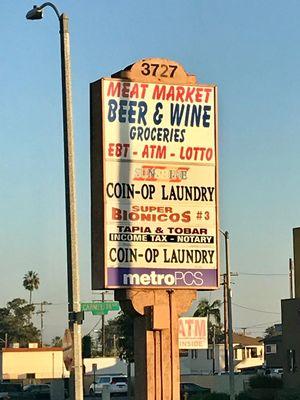 3727
MEAT MARKET
BEER & WINE
GROCERIES
EBT - ATM - LOTTO
SUNSHINE
COIN-OP LAUNDRY
SUPER
BIONICOS #3
TAPIA & TOBAR
INCOME TAX - NOTARY
COIN-OP LAUNDRY
metroPCS
ATM
INSIDE